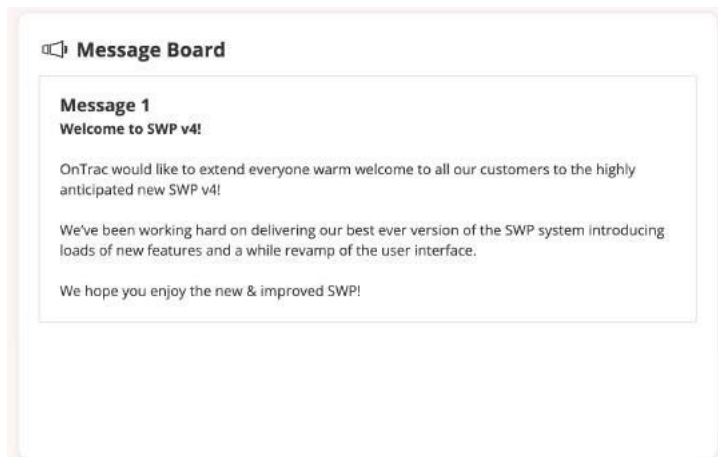 Message Board
Message 1
Welcome to SWP v4!
OnTrac would like to extend everyone warm welcome to all our customers to the highly
anticipated new SWP v4!
We've been working hard on delivering our best ever version of the SWP system introducing
loads of new features and a while revamp of the user interface.
We hope you enjoy the new & improved SWP!